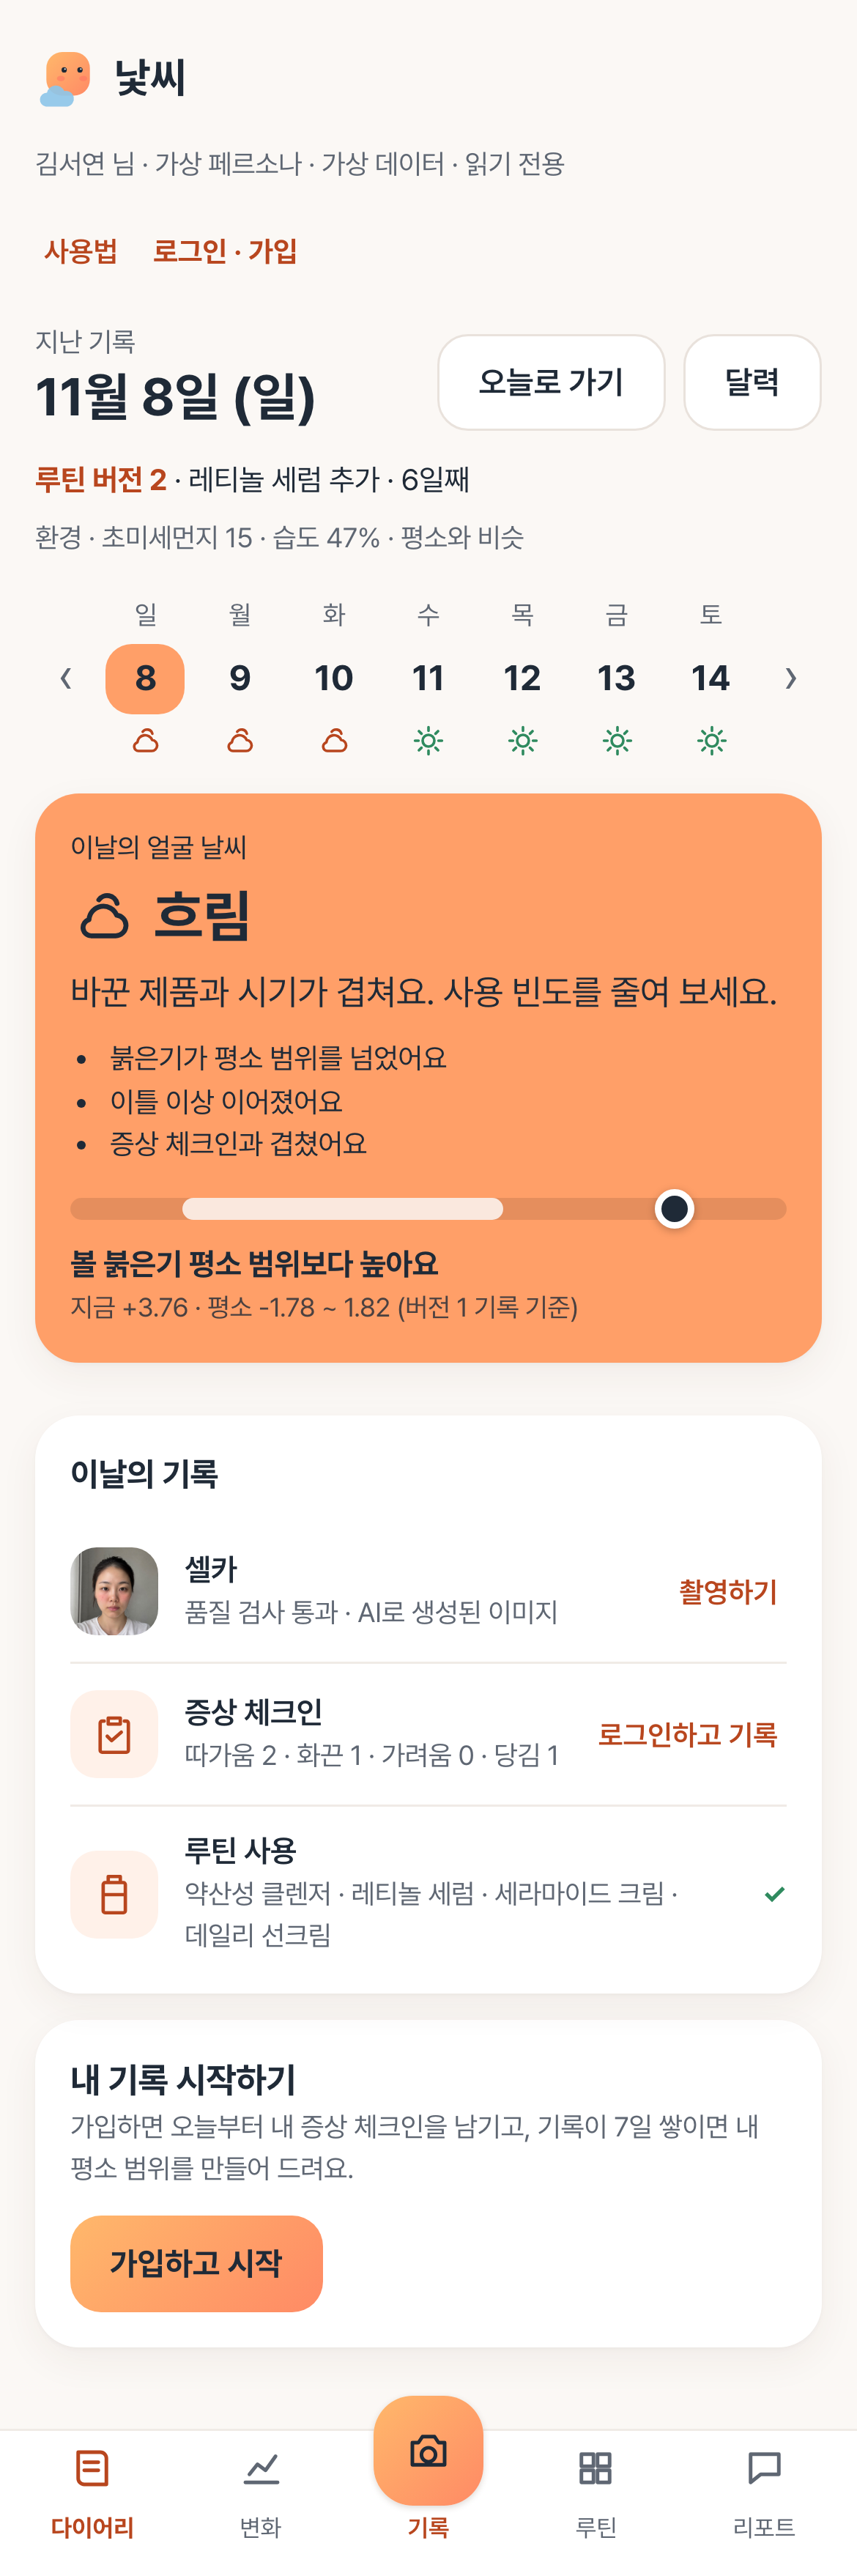 낯씨
김서연 님 · 가상 페르소나 · 가상 데이터 · 읽기 전용
사용법 로그인 · 가입
지난 기록
11월 8일 (일)
오늘로 가기 달력
루틴 버전 2 · 레티놀 세럼 추가 · 6일째
환경 · 초미세먼지 15 · 습도 47% · 평소와 비슷
일 월 화 수 목 금 토
8 9 10 11 12 13 14
이날의 얼굴 날씨
흐림
바꾼 제품과 시기가 겹쳐요. 사용 빈도를 줄여 보세요.
• 붉은기가 평소 범위를 넘었어요
• 이틀 이상 이어졌어요
• 증상 체크인과 겹쳤어요
볼 붉은기 평소 범위보다 높아요
지금 +3.76 · 평소 -1.78 ~ 1.82 (버전 1 기록 기준)
이날의 기록
셀카
품질 검사 통과 · AI로 생성된 이미지
촬영하기
증상 체크인
따가움 2 · 화끈 1 · 가려움 0 · 당김 1
로그인하고 기록
루틴 사용
약산성 클렌저 · 레티놀 세럼 · 세라마이드 크림 ·
데일리 선크림
내 기록 시작하기
가입하면 오늘부터 내 증상 체크인을 남기고, 기록이 7일 쌓이면 내
평소 범위를 만들어 드려요.
가입하고 시작
다이어리 변화 기록 루틴 리포트